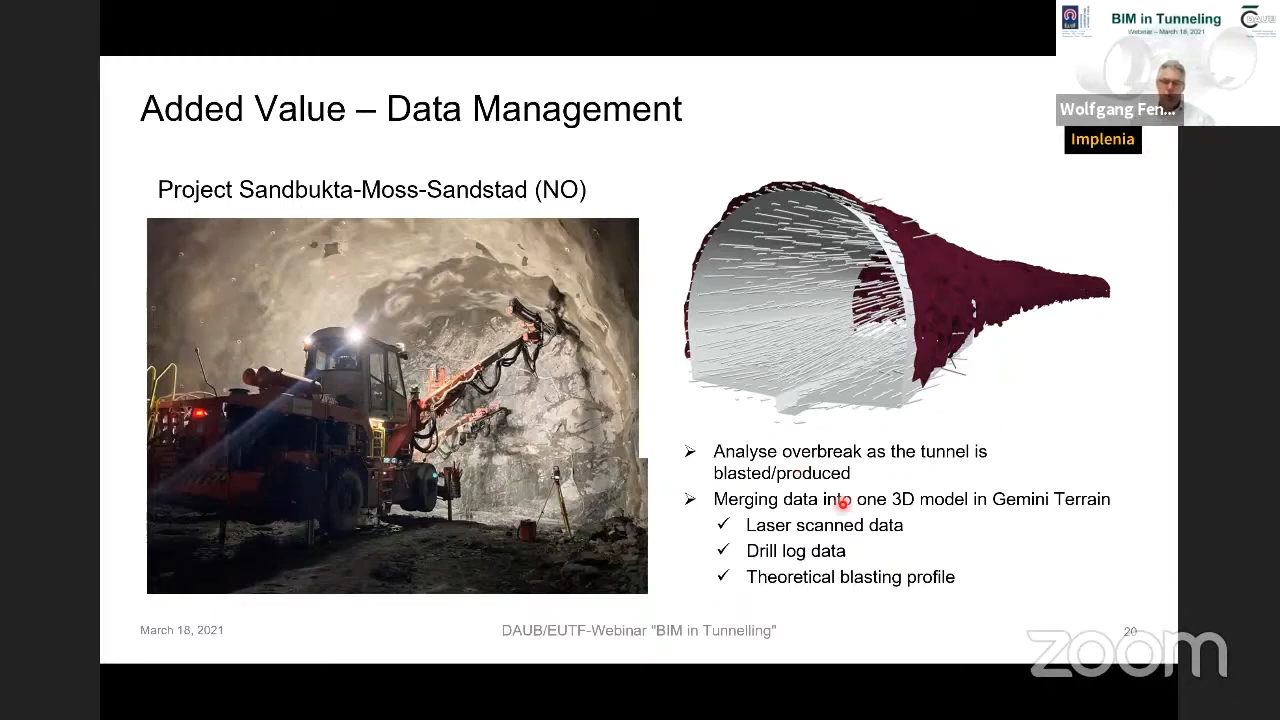 BIM in Tunneling
Webinar – March 18, 2021
DAUB
Wolfgang Fen...
Implenia
Added Value – Data Management
Project Sandbukta-Moss-Sandstad (NO)
Analyse overbreak as the tunnel is
blasted/produced
Merging data into one 3D model in Gemini Terrain
Laser scanned data
Drill log data
Theoretical blasting profile
March 18, 2021
DAUB/EUTF-Webinar "BIM in Tunnelling"
20
zoom